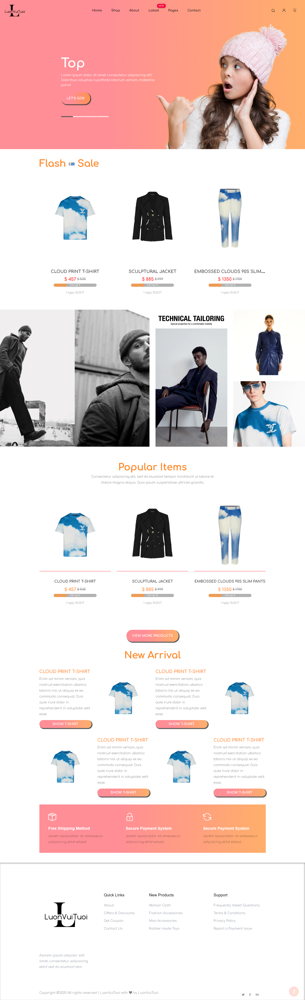 LuonVuiTuoi
L
Home Shop About Latest NEW Pages Contact
Top
Lorem ipsum dolor sit amet consectetur adipisicing elit.
Doloribus voluptas cupiditate laborum veniam, molestias
porro!
LET'S GO!!
Flash Sale
CLOUD PRINT T-SHIRT
$ 457 $ 535
Còn lại: 9
1 ngày 15:23:17
SCULPTURAL JACKET
$ 885 $ 999
Còn lại: 12
1 ngày 15:23:17
EMBOSSED CLOUDS 90S SLIM...
$ 1350 $ 1700
Còn lại: 8
1 ngày 15:23:17
TECHNICAL TAILORING
Special properties for a comfortable mobility
Popular Items
Consectetur adipiscing elit, sed do eiusmod tempor incididunt ut labore et
dolore magna aliqua. Quis ipsum suspendisse ultrices gravida.
CLOUD PRINT T-SHIRT
$ 457 $ 535
Còn lại: 9
1 ngày 15:23:17
SCULPTURAL JACKET
$ 885 $ 999
Còn lại: 12
1 ngày 15:23:17
EMBOSSED CLOUDS 90S SLIM PANTS
$ 1350 $ 1700
Còn lại: 8
1 ngày 15:23:17
VIEW MORE PRODUCTS
New Arrival
CLOUD PRINT T-SHIRT
Enim ad minim veniam, quis
nostrud exercitation ullamco
laboris nisi ut aliquip ex ea
commodo consequat. Duis
aute irure dolor in
reprehenderit in voluptate velit
esse.
SHOW T-SHIRT
CLOUD PRINT T-SHIRT
Enim ad minim veniam, quis
nostrud exercitation ullamco
laboris nisi ut aliquip ex ea
commodo consequat. Duis
aute irure dolor in
reprehenderit in voluptate velit
esse.
SHOW T-SHIRT
CLOUD PRINT T-SHIRT
Enim ad minim veniam, quis
nostrud exercitation ullamco
laboris nisi ut aliquip ex ea
commodo consequat. Duis
aute irure dolor in
reprehenderit in voluptate velit
esse.
SHOW T-SHIRT
CLOUD PRINT T-SHIRT
Enim ad minim veniam, quis
nostrud exercitation ullamco
laboris nisi ut aliquip ex ea
commodo consequat. Duis
aute irure dolor in
reprehenderit in voluptate velit
esse.
SHOW T-SHIRT
Free Shipping Method
aorem ixpsacdolor sit ameasecur
adipisicing elitsf edasd.
Secure Payment System
aorem ixpsacdolor sit ameasecur
adipisicing elitsf edasd.
Secure Payment System
aorem ixpsacdolor sit ameasecur
adipisicing elitsf edasd.
LuonVuiTuoi
L
Asorem ipsum adipolor sdit
amet, consectetur adipisicing
elitcf sed do eiusmod tem.
Quick Links
About
Offers & Discounts
Get Coupon
Contact Us
New Products
Woman Cloth
Fashion Accessories
Man Accessories
Rubber made Toys
Support
Frequently Asked Questions
Terms & Conditions
Privacy Policy
Report a Payment Issue
Copyright ©2020 All rights reserved | LuonVuiTuoi with ♥ by LuonVuiTuoi
Bē